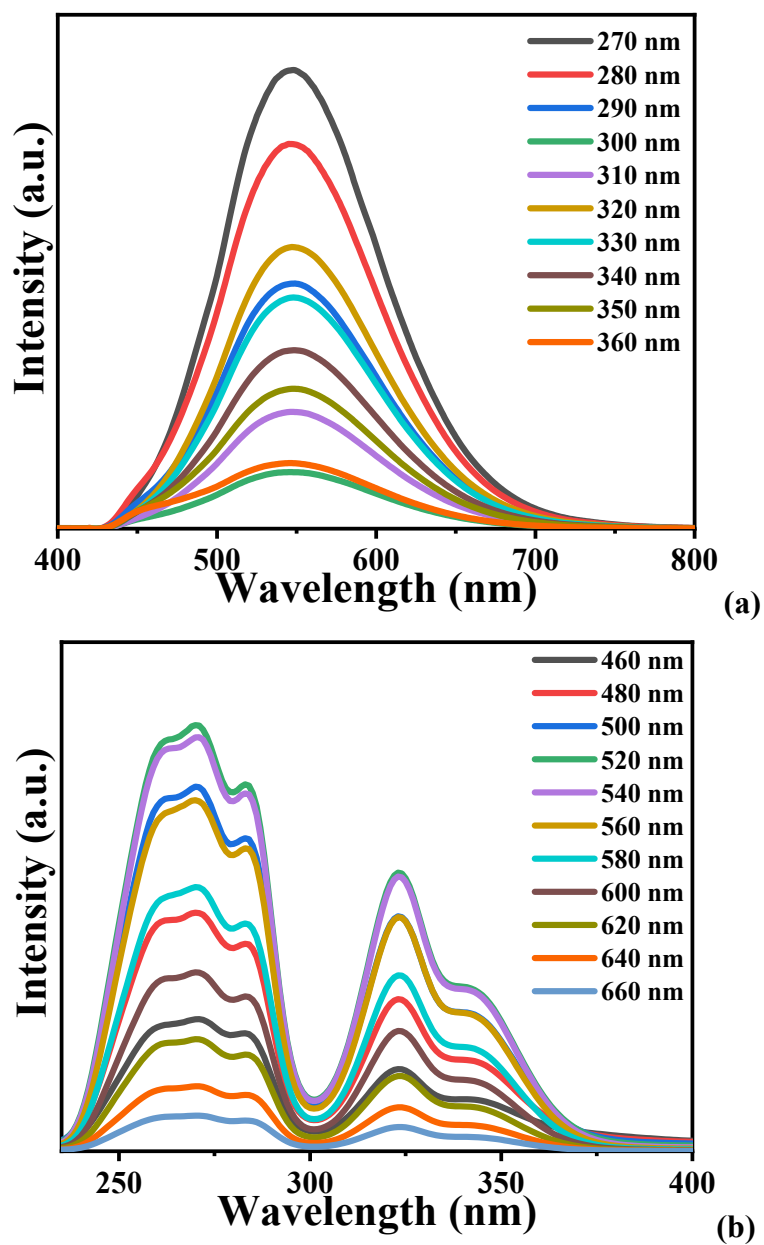 Intensity (a.u.)
270 nm
280 nm
290 nm
300 nm
310 nm
320 nm
330 nm
340 nm
350 nm
360 nm
400 500 600 700 800
Wavelength (nm)
(a)
Intensity (a.u.)
460 nm
480 nm
500 nm
520 nm
540 nm
560 nm
580 nm
600 nm
620 nm
640 nm
660 nm
250 300 350 400
Wavelength (nm)
(b)